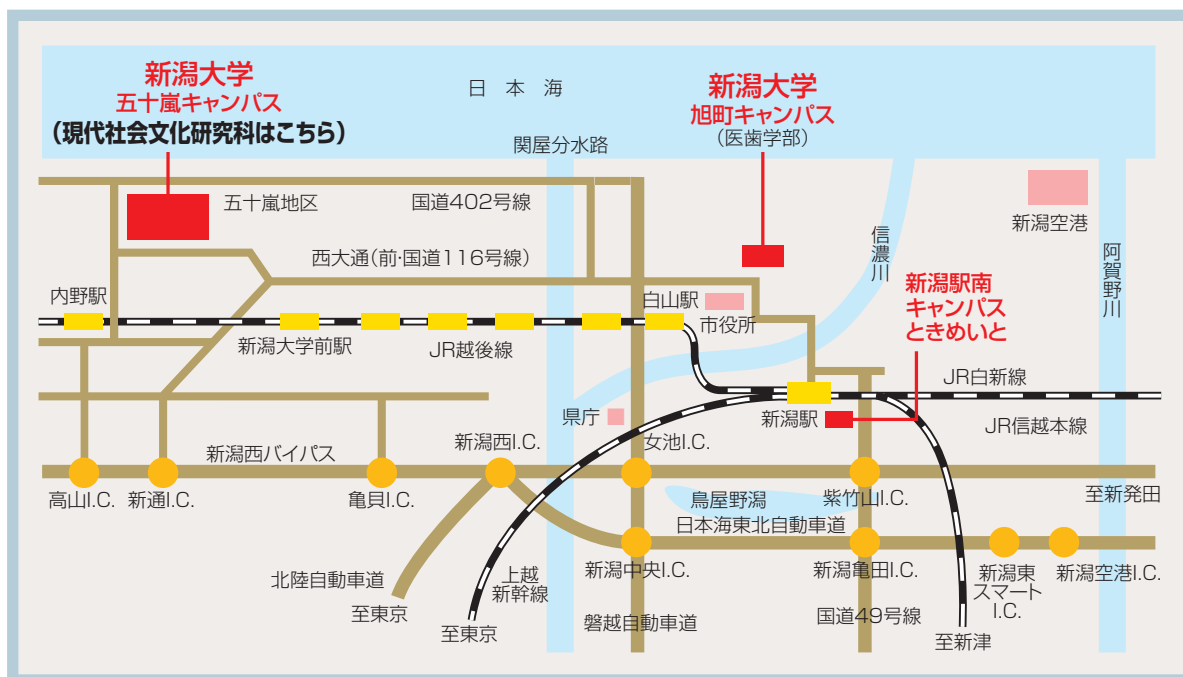 新潟大学
五十嵐キャンパス
(現代社会文化研究科はこちら)
日本海
新潟大学
旭町キャンパス
(医歯学部)
関屋分水路
五十嵐地区
国道402号線
新潟空港
信濃川
阿賀野川
西大通(前・国道116号線)
新潟駅南
キャンパス
ときめいと
内野駅
白山駅
市役所
新潟大学前駅
JR越後線
JR白新線
県庁
新潟駅
JR信越本線
新潟西I.C.
女池I.C.
新潟西バイパス
高山I.C.
新通I.C.
亀貝I.C.
鳥屋野潟
紫竹山I.C.
至新発田
日本海東北自動車道
北陸自動車道
至東京
上越
新幹線
至東京
新潟中央I.C.
磐越自動車道
新潟亀田I.C.
国道49号線
新潟東
スマート
I.C.
新潟空港I.C.
至新津